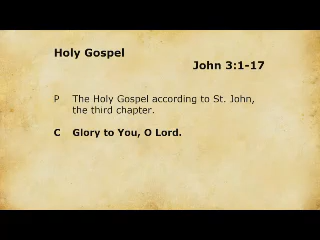 Holy Gospel
John 3:1-17
P The Holy Gospel according to St. John,
the third chapter.
C Glory to You, O Lord.